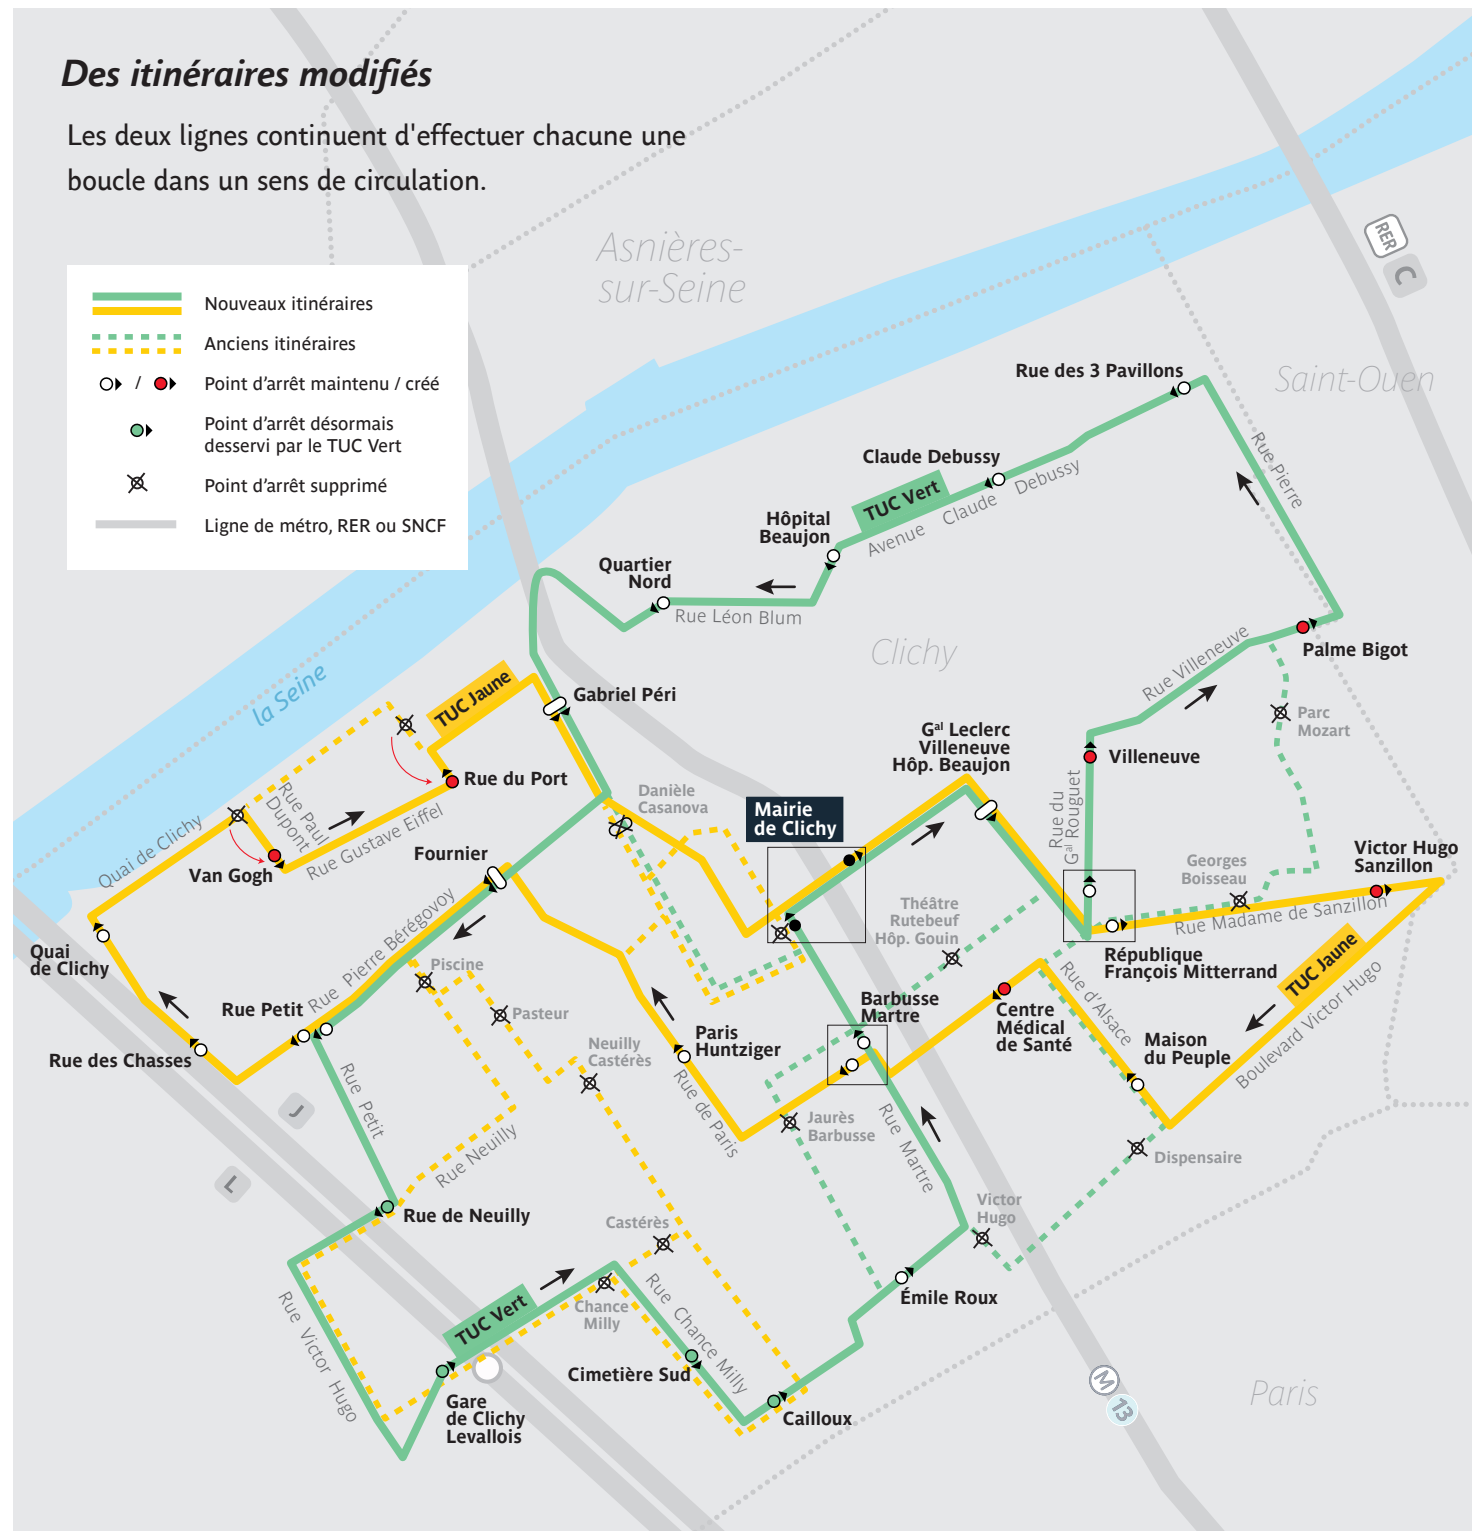 Des itinéraires modifiés
Les deux lignes continuent d'effectuer chacune une
boucle dans un sens de circulation.
Nouveaux itinéraires
Anciens itinéraires
/
Point d'arrêt maintenu / créé
Point d'arrêt désormais
desservi par le TUC Vert
Point d'arrêt supprimé
Ligne de métro, RER ou SNCF
Asnières-
sur-Seine
RER
C
Saint-Ouen
Rue des 3 Pavillons
Rue Pierre
Claude Debussy
TUC Vert
Avenue Claude Debussy
Hôpital
Beaujon
Quartier
Nord
Rue Léon Blum
Clichy
Palme Bigot
Rue Villeneuve
la Seine
TUC Jaune
Gabriel Péri
Parc
Mozart
Gal Leclerc
Villeneuve
Hôp. Beaujon
Villeneuve
Rue du Port
Danièle
Casanova
Mairie
de Clichy
Rue du
Gal Rouguet
Quai de Clichy
Rue Paul
Dupont
Rue Gustave Eiffel
Van Gogh
Fournier
Georges
Boisseau
Victor Hugo
Sanzillon
Théâtre
Rutebeuf
Hôp. Gouin
Rue Madame de Sanzillon
Quai
de Clichy
Rue Pierre Bérégovoy
Piscine
République
François Mitterrand
TUC Jaune
Boulevard Victor Hugo
Rue Petit
Pasteur
Barbusse
Martre
Centre
Médical
de Santé
Rue d'Alsace
Rue des Chasses
Neuilly
Castérès
Paris
Huntziger
Maison
du Peuple
J
Rue Petit
Rue de Paris
Jaurès
Barbusse
Rue Martre
Rue Neuilly
Dispensaire
L
Rue de Neuilly
Castérès
Victor
Hugo
TUC Vert
Chance
Milly
Rue Chance Milly
Émile Roux
Rue Victor Hugo
Cimetière Sud
Gare
de Clichy
Levallois
Cailloux
M
13
Paris